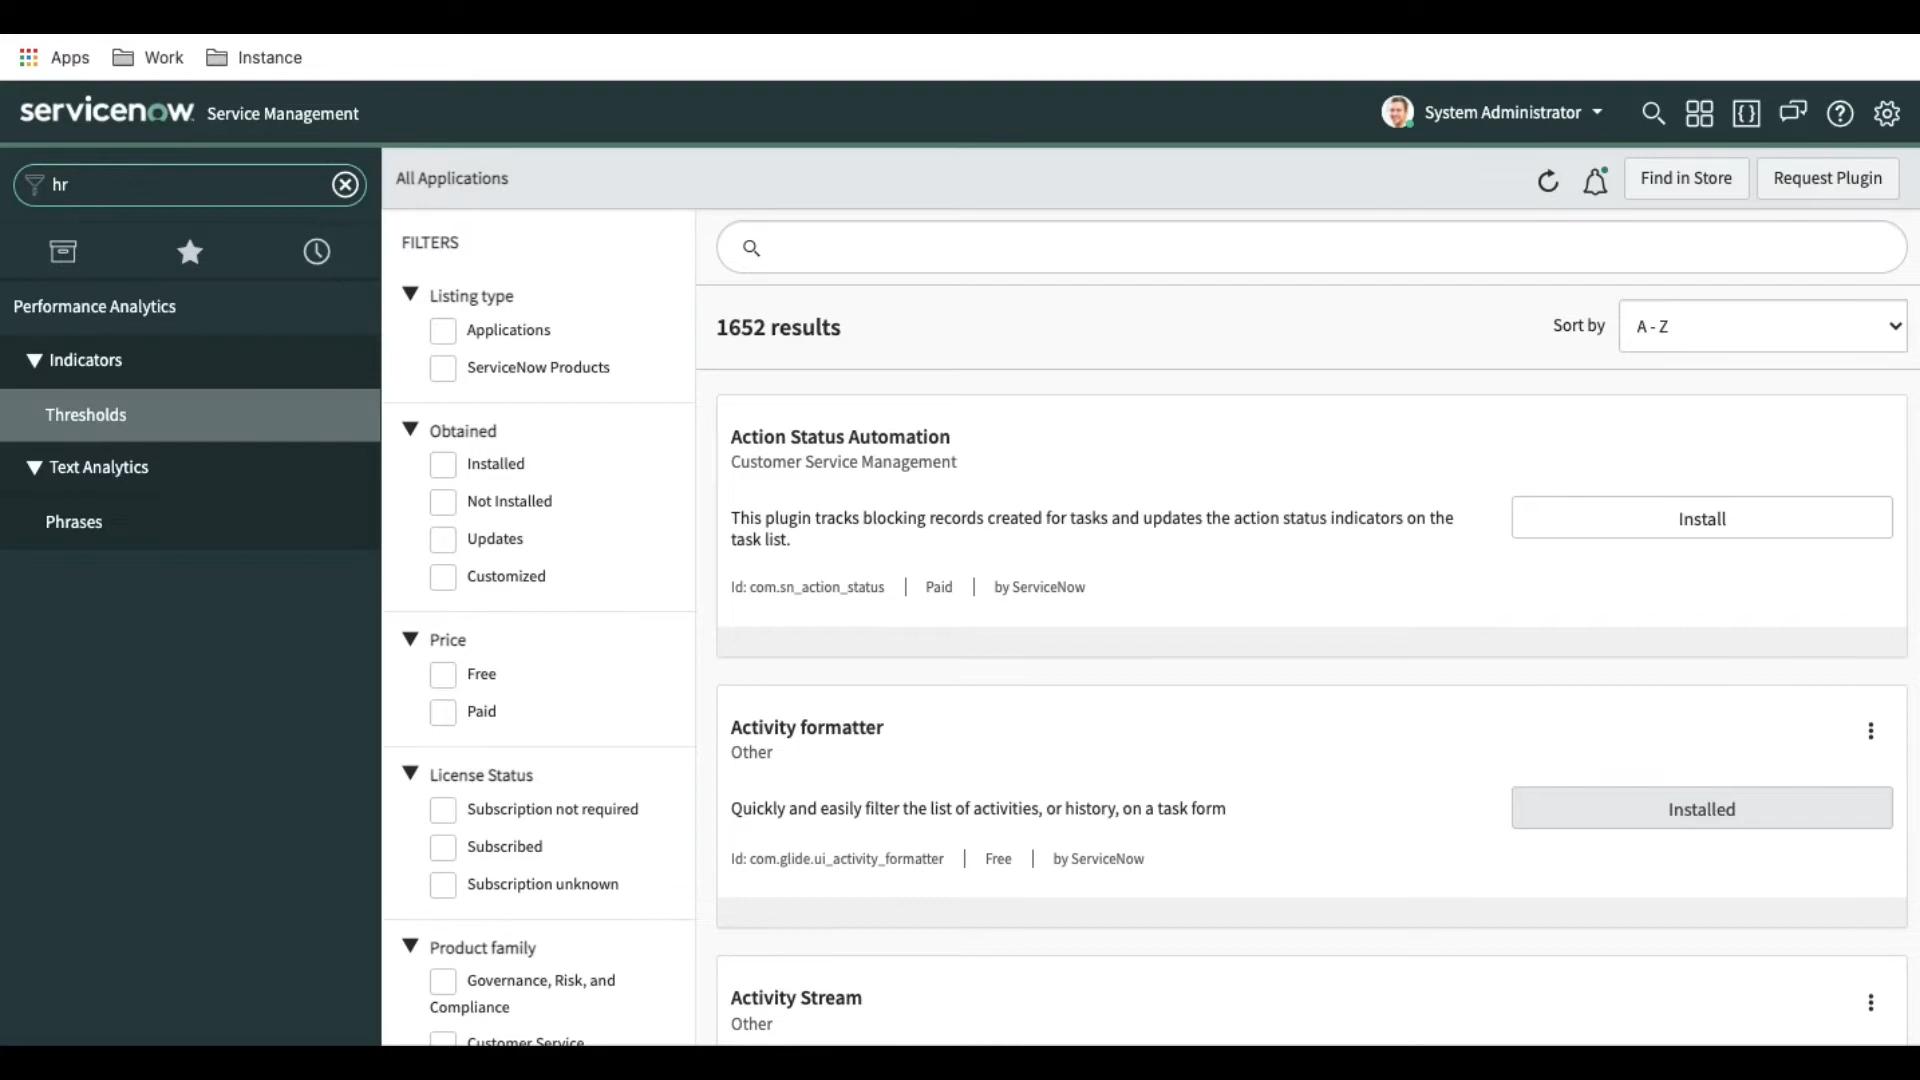 Apps Work Instance
servicenow Service Management System Administrator
hr
All Applications Find in Store Request Plugin
Performance Analytics
Indicators
Thresholds
Text Analytics
Phrases
FILTERS
Listing type
Applications
ServiceNow Products
Obtained
Installed
Not Installed
Updates
Customized
Price
Free
Paid
License Status
Subscription not required
Subscribed
Subscription unknown
Product family
Governance, Risk, and
Compliance
Customer Service
1652 results Sort by A - Z
Action Status Automation
Customer Service Management
This plugin tracks blocking records created for tasks and updates the action status indicators on the
task list.
Install
Id: com.sn_action_status | Paid | by ServiceNow
Activity formatter
Other
Quickly and easily filter the list of activities, or history, on a task form
Installed
Id: com.glide.ui_activity_formatter | Free | by ServiceNow
Activity Stream
Other